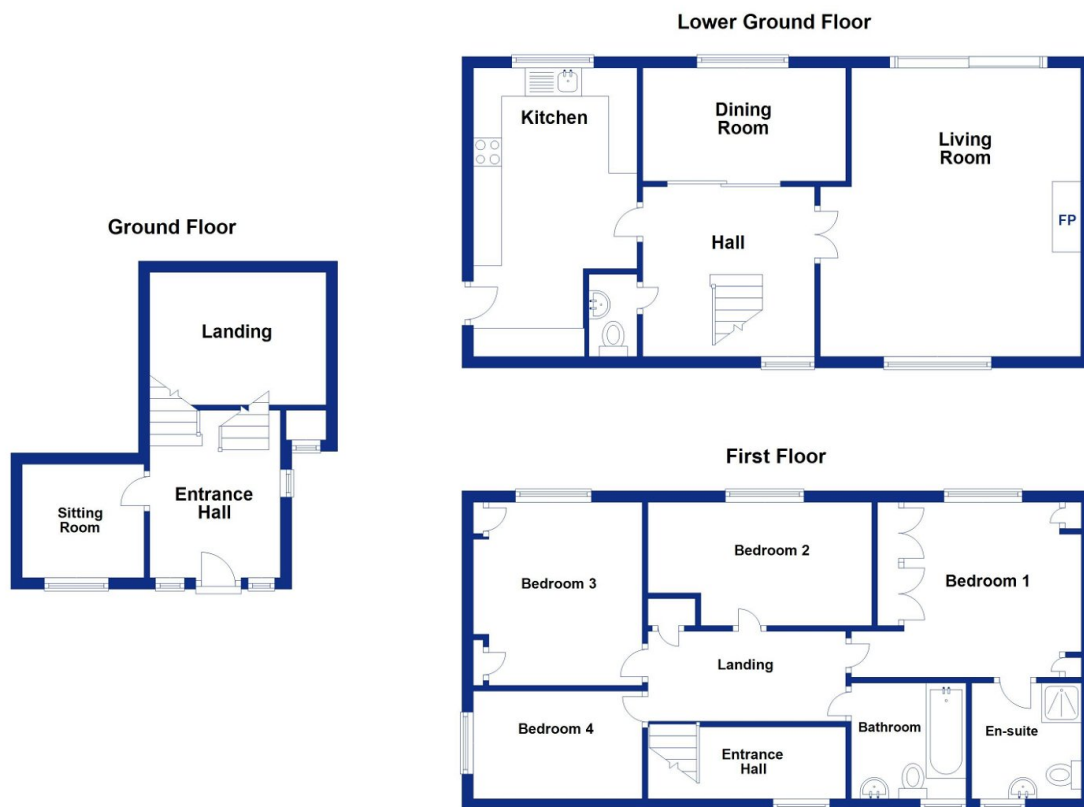 Lower Ground Floor
Kitchen
Dining
Room
Living
Room
FP
Hall
Ground Floor
Landing
Sitting
Room
Entrance
Hall
First Floor
Bedroom 3
Bedroom 2
Bedroom 1
Landing
Bedroom 4
Entrance
Hall
Bathroom
En-suite